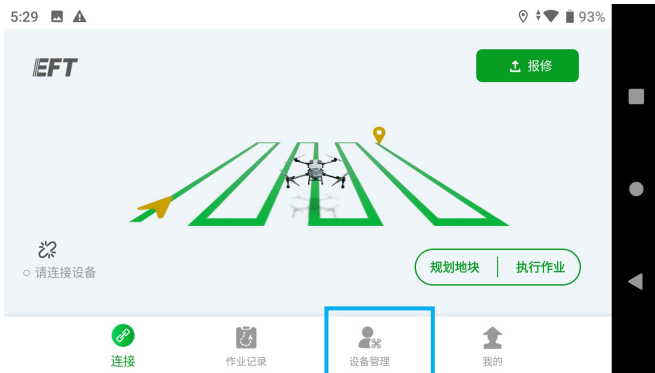 5:29
93%
EFT
报修
请连接设备
规划地块
执行作业
连接
作业记录
设备管理
我的